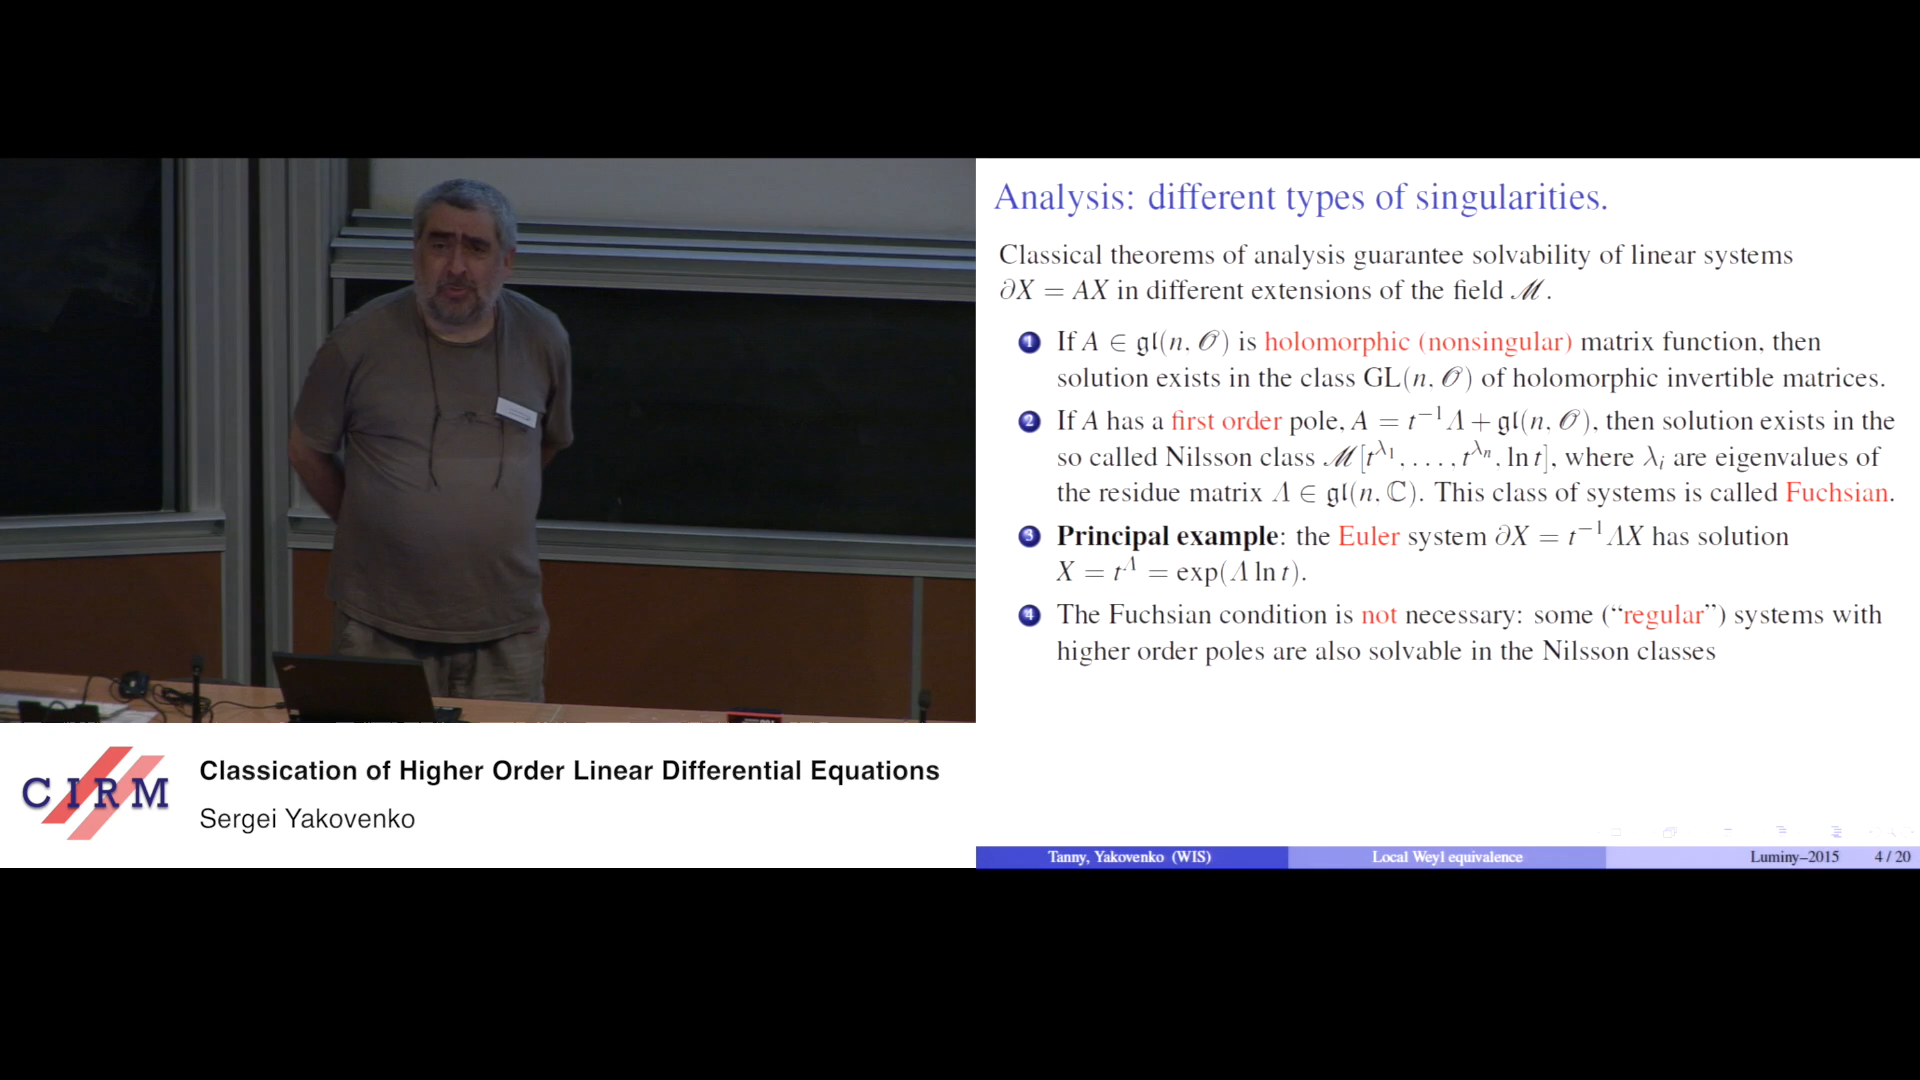 Analysis: different types of singularities.
Classical theorems of analysis guarantee solvability of linear systems
∂X = AX in different extensions of the field ℳ.
1 If A ∈ 𝔤𝔩(n, 𝒪) is holomorphic (nonsingular) matrix function, then
solution exists in the class GL(n, 𝒪) of holomorphic invertible matrices.
2 If A has a first order pole, A = t⁻¹Λ + 𝔤𝔩(n, 𝒪), then solution exists in the
so called Nilsson class ℳ[t^λ₁, . . . , t^λₙ, ln t], where λᵢ are eigenvalues of
the residue matrix Λ ∈ 𝔤𝔩(n, ℂ). This class of systems is called Fuchsian.
3 Principal example: the Euler system ∂X = t⁻¹ΛX has solution
X = t^Λ = exp(Λ ln t).
4 The Fuchsian condition is not necessary: some (“regular”) systems with
higher order poles are also solvable in the Nilsson classes
Tanny, Yakovenko (WIS) Local Weyl equivalence Luminy–2015 4 / 20
CIRM
Classication of Higher Order Linear Differential Equations
Sergei Yakovenko